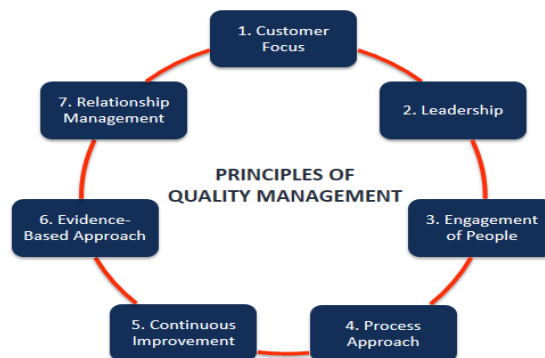 1. Customer
Focus
2. Leadership
3. Engagement
of People
4. Process
Approach
5. Continuous
Improvement
6. Evidence-
Based Approach
7. Relationship
Management
PRINCIPLES OF
QUALITY MANAGEMENT